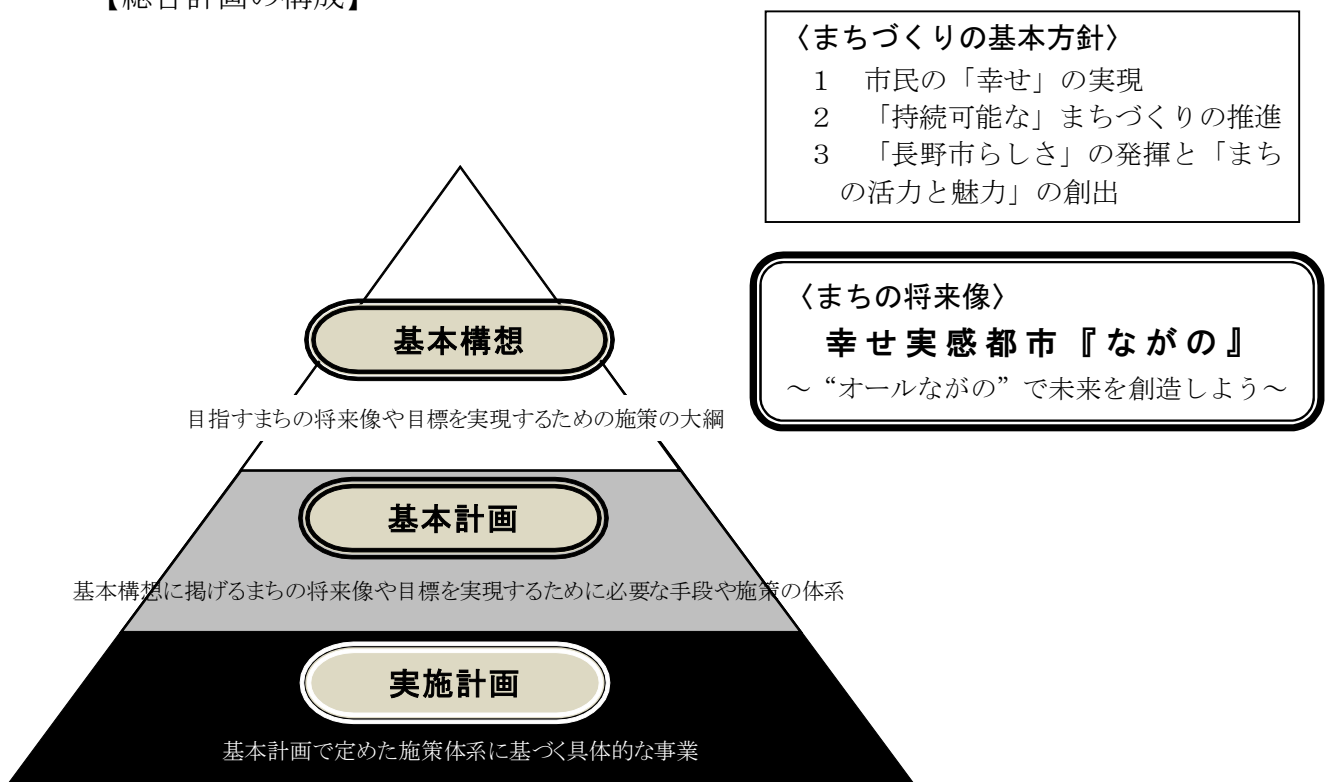 【総合計画の構成】
〈まちづくりの基本方針〉
1 市民の「幸せ」の実現
2 「持続可能な」まちづくりの推進
3 「長野市らしさ」の発揮と「まち
の活力と魅力」の創出
〈まちの将来像〉
幸せ実感都市『ながの』
～“オールながの”で未来を創造しよう～
基本構想
目指すまちの将来像や目標を実現するための施策の大綱
基本計画
基本構想に掲げるまちの将来像や目標を実現するために必要な手段や施策の体系
実施計画
基本計画で定めた施策体系に基づく具体的な事業